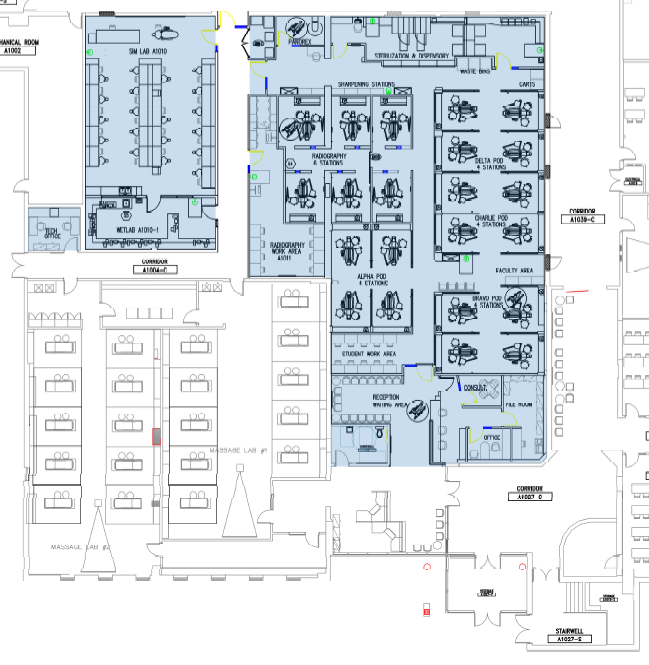 CHANICAL ROOM
A1002
SIM LAB A1010
PANOREX
STERILIZATION & DISPENSARY
WASTE BINS
SHARPENING STATIONS
CARTS
RADIOGRAPHY
6 STATIONS
DELTA POD
4 STATIONS
TECH
OFFICE
WETLAB A1010-1
CHARLIE POD
4 STATIONS
CORRIDOR
A1039-C
RADIOGRAPHY
WORK AREA
A1011
CORRIDOR
A1004-C
ALPHA POD
4 STATIONS
FACULTY AREA
BRAVO POD
4 STATIONS
STUDENT WORK AREA
RECEPTION
WAITING AREA
CONSULT.
FILE ROOM
OFFICE
MASSAGE LAB #1
CORRIDOR
MASSAGE LAB #2
STAIRWELL
A1027-S